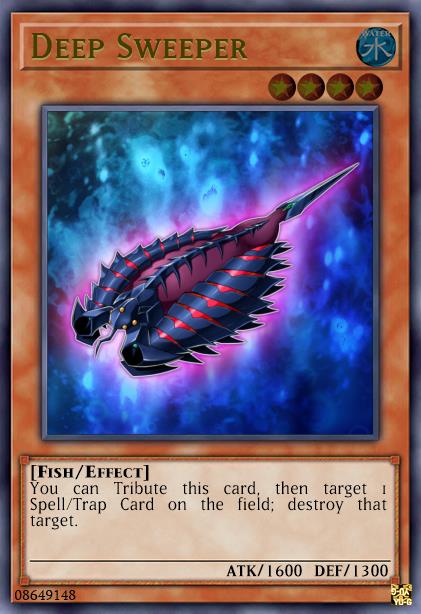 Deep Sweeper
WATER
水
[Fish/Effect]
You can Tribute this card, then target 1
Spell/Trap Card on the field; destroy that
target.
ATK/1600 DEF/1300
08649148